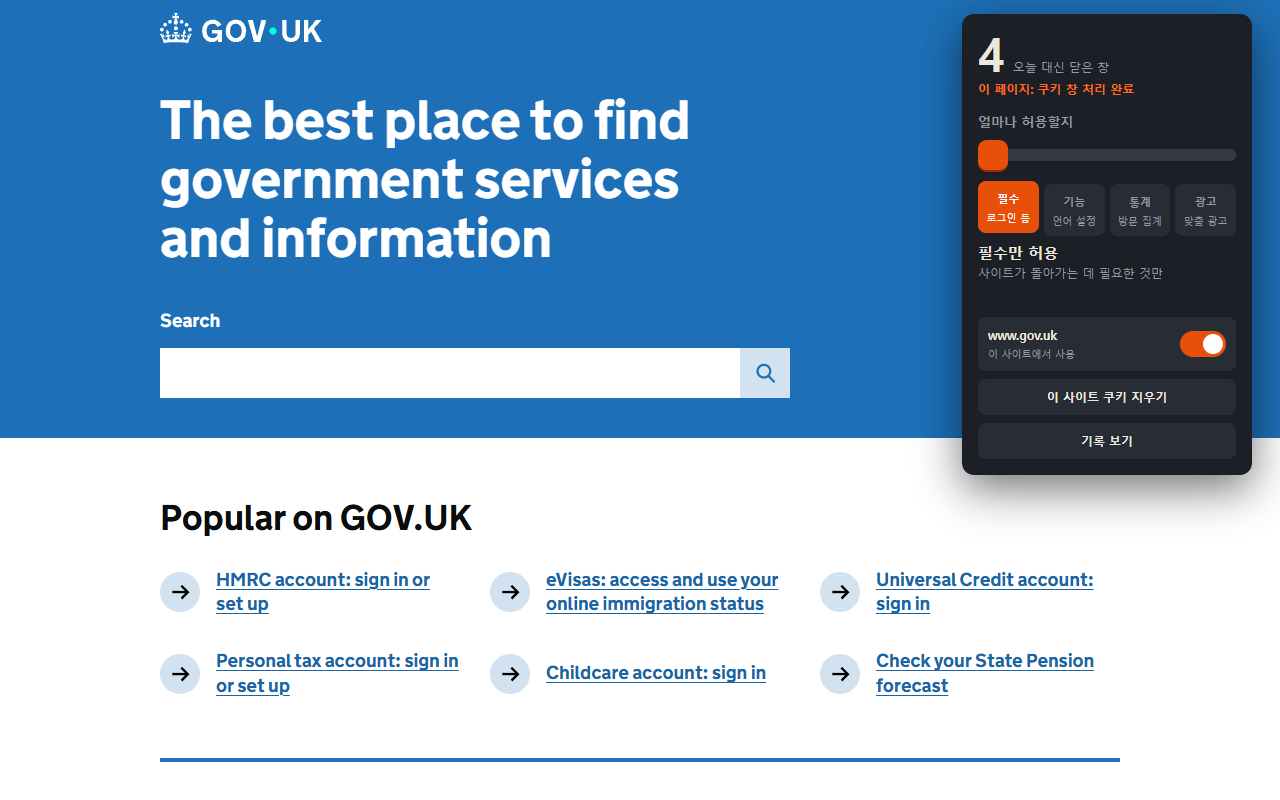 GOV·UK
The best place to find
government services
and information
Search
4 오늘 대신 닫은 창
이 페이지: 쿠키 창 처리 완료
얼마나 허용할지
필수
로그인 등
기능
언어 설정
통계
방문 집계
광고
맞춤 광고
필수만 허용
사이트가 돌아가는 데 필요한 것만
www.gov.uk
이 사이트에서 사용
이 사이트 쿠키 지우기
기록 보기
Popular on GOV.UK
HMRC account: sign in or
set up
eVisas: access and use your
online immigration status
Universal Credit account:
sign in
Personal tax account: sign in
or set up
Childcare account: sign in
Check your State Pension
forecast